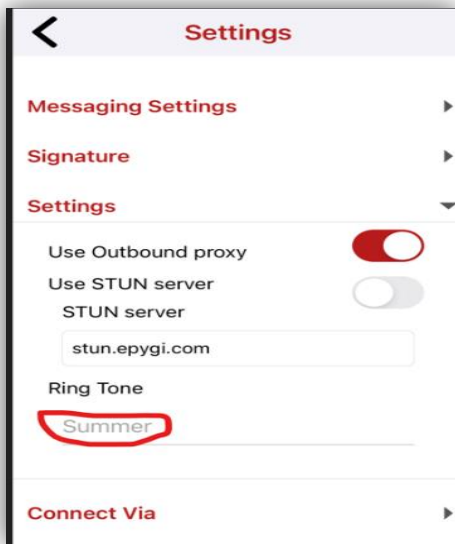 Settings
Messaging Settings
Signature
Settings
Use Outbound proxy
Use STUN server
STUN server
stun.epygi.com
Ring Tone
Summer
Connect Via